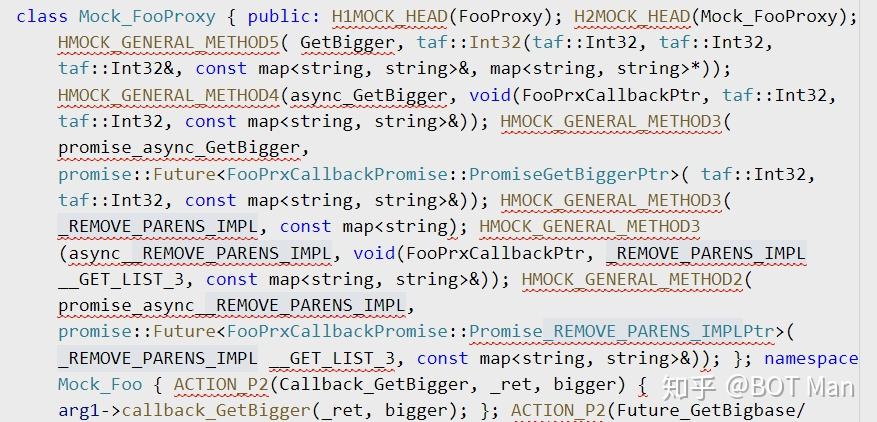 class Mock_FooProxy { public: H1MOCK_HEAD(FooProxy); H2MOCK_HEAD(Mock_FooProxy);
HMOCK_GENERAL_METHOD5( GetBigger, taf::Int32(taf::Int32, taf::Int32,
taf::Int32&, const map<string, string>&, map<string, string>*));
HMOCK_GENERAL_METHOD4(async_GetBigger, void(FooPrxCallbackPtr, taf::Int32,
taf::Int32, const map<string, string>&)); HMOCK_GENERAL_METHOD3(
promise_async_GetBigger,
promise::Future<FooPrxCallbackPromise::PromiseGetBiggerPtr>( taf::Int32,
taf::Int32, const map<string, string>&)); HMOCK_GENERAL_METHOD3(
_REMOVE_PARENS_IMPL, const map<string); HMOCK_GENERAL_METHOD3
(async__REMOVE_PARENS_IMPL, void(FooPrxCallbackPtr, _REMOVE_PARENS_IMPL
__GET_LIST_3, const map<string, string>&)); HMOCK_GENERAL_METHOD2(
promise_async__REMOVE_PARENS_IMPL,
promise::Future<FooPrxCallbackPromise::Promise_REMOVE_PARENS_IMPLPtr>(
_REMOVE_PARENS_IMPL __GET_LIST_3, const map<string, string>&)); }; namespace
Mock_Foo { ACTION_P2(Callback_GetBigger, _ret, bigger) {
arg1->callback_GetBigger(_ret, bigger); }; ACTION_P2(Future_GetBigbase/
知乎 @BOT Man